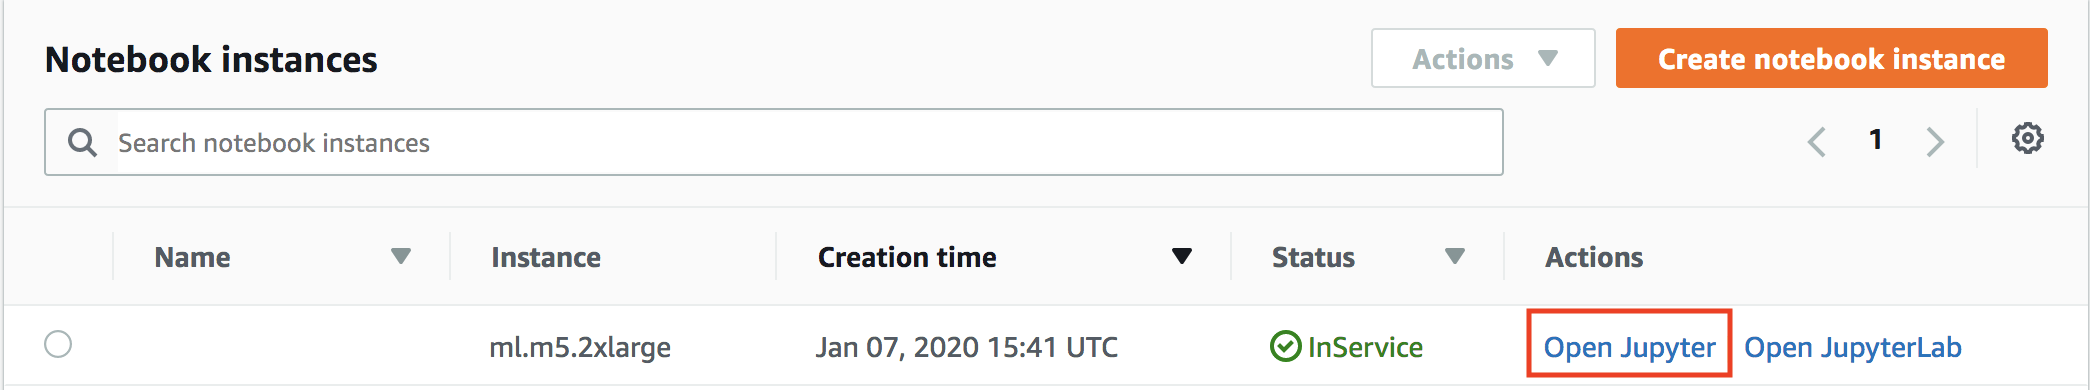 Notebook instances
Actions
Create notebook instance
Search notebook instances
1
Name Instance Creation time Status Actions
ml.m5.2xlarge Jan 07, 2020 15:41 UTC InService Open Jupyter Open JupyterLab